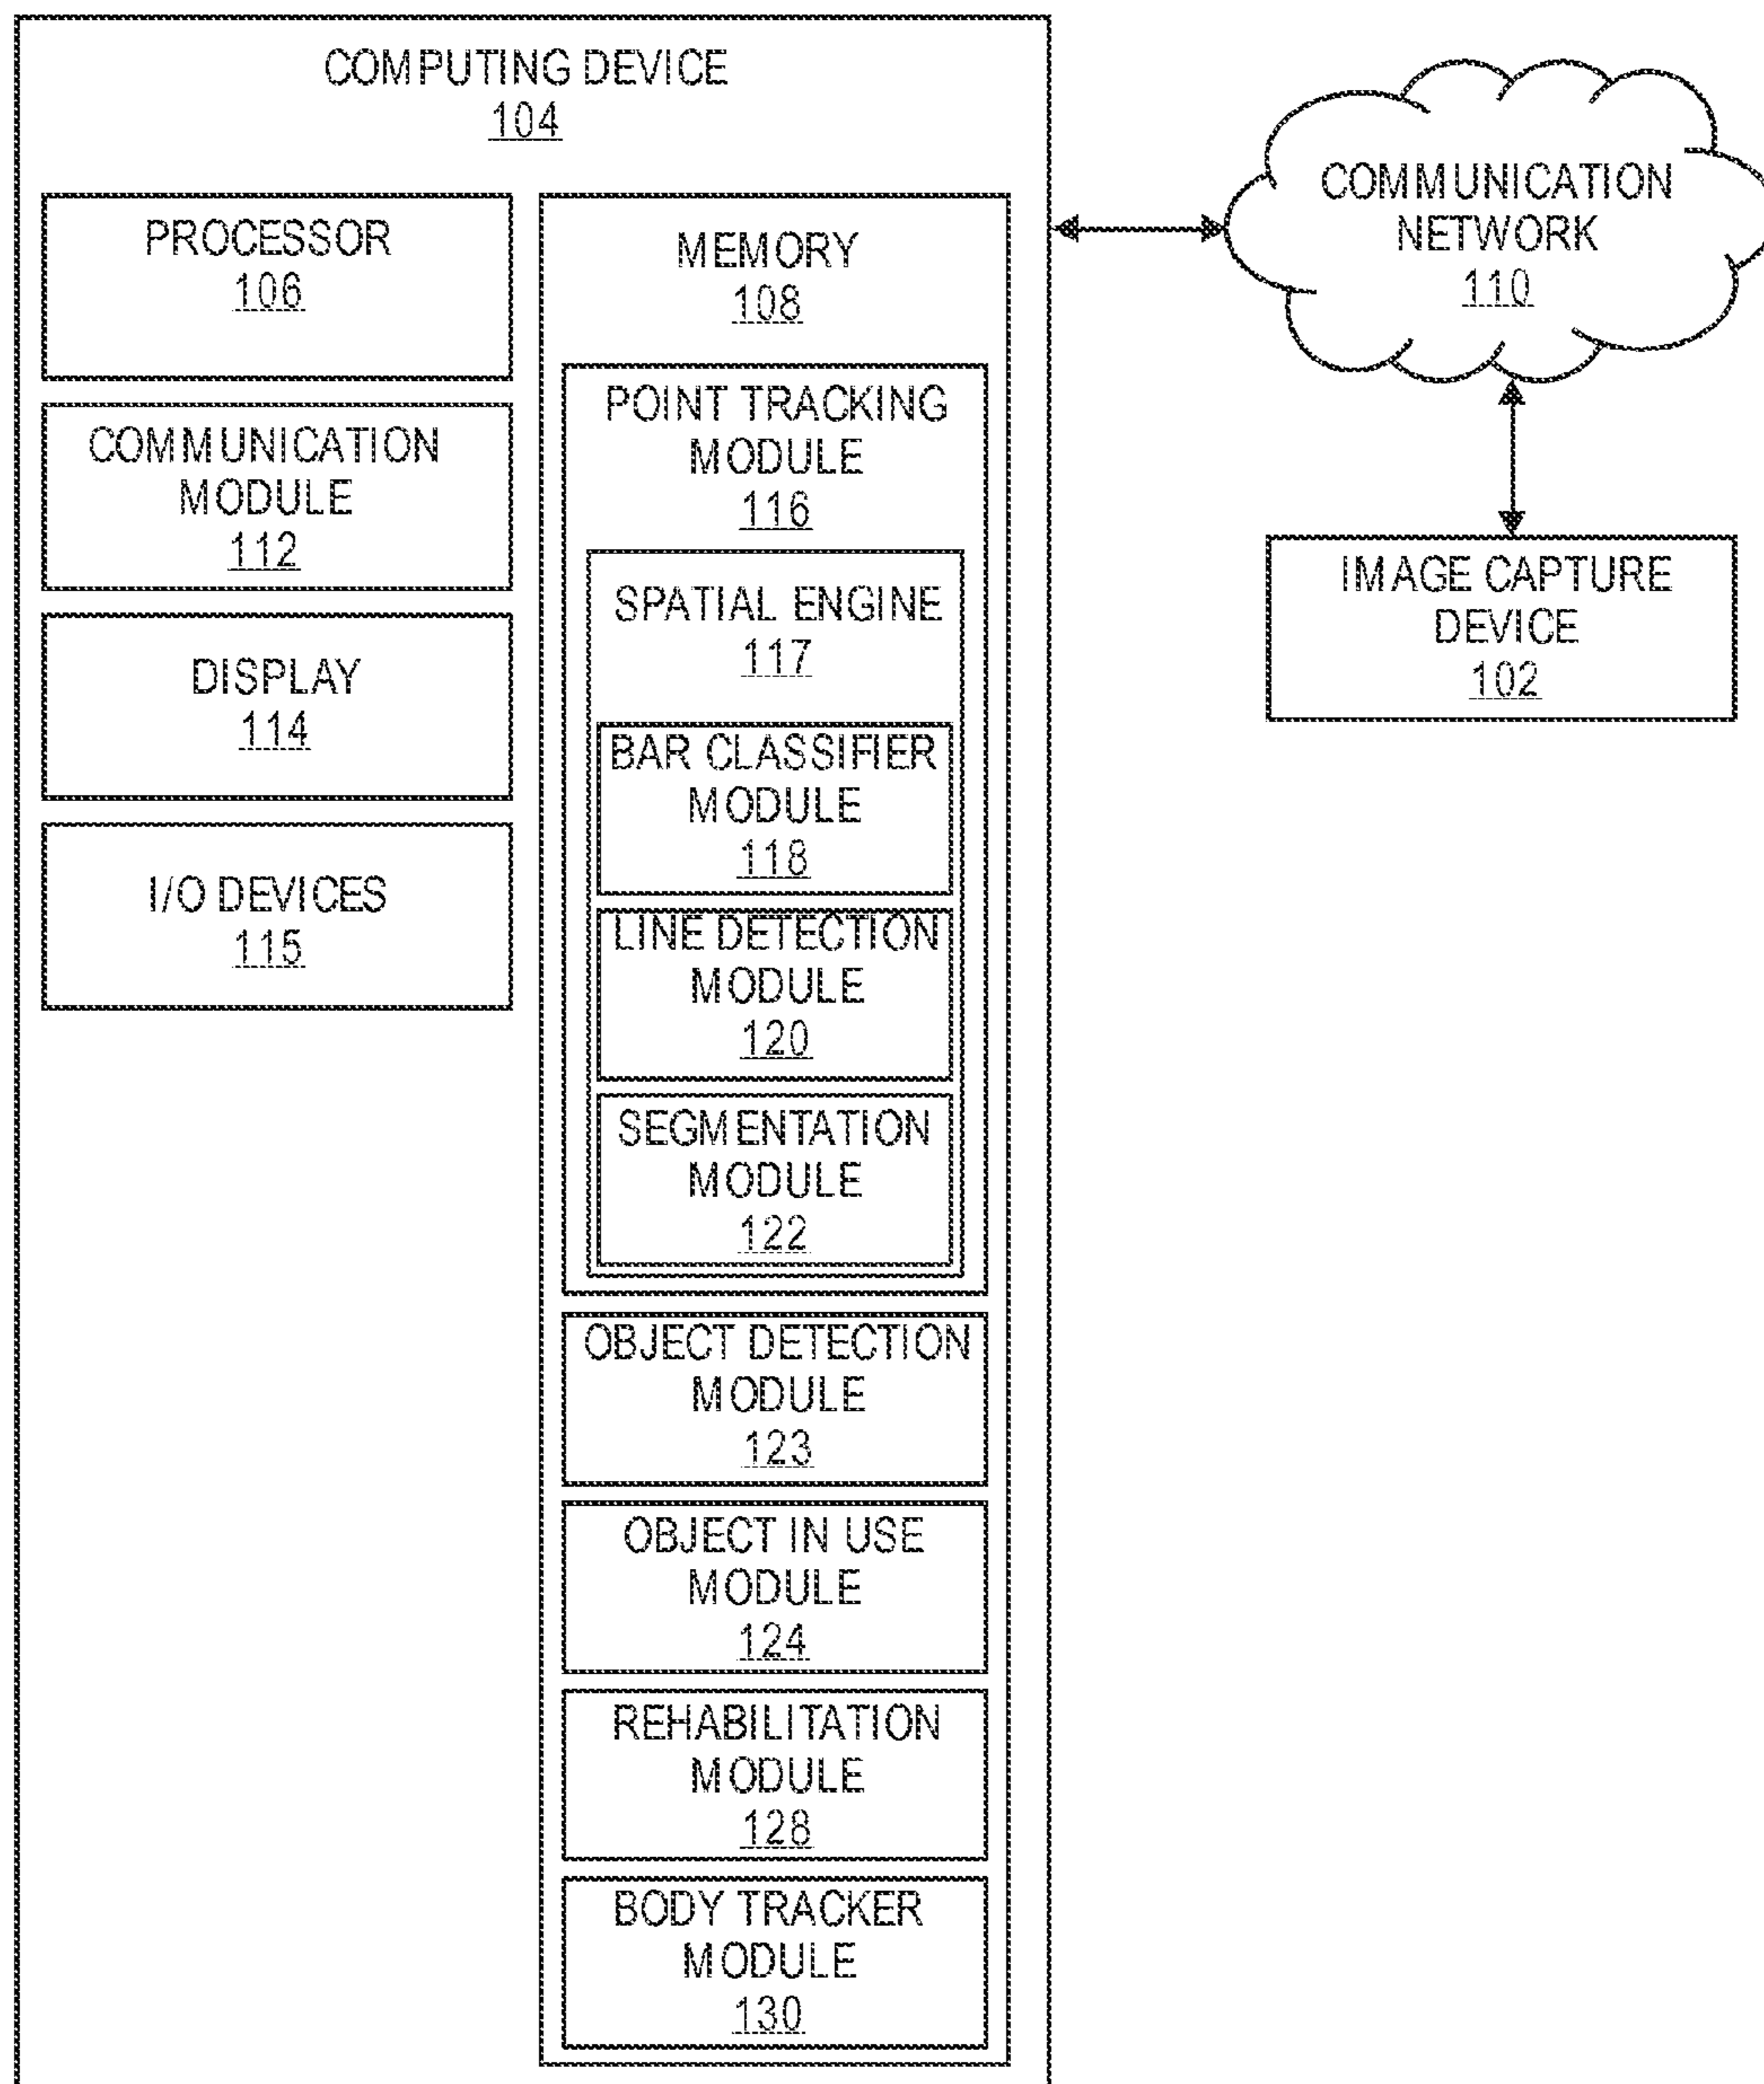 COMPUTING DEVICE
104
PROCESSOR
106
COMMUNICATION
MODULE
112
DISPLAY
114
I/O DEVICES
115
MEMORY
108
POINT TRACKING
MODULE
116
SPATIAL ENGINE
117
BAR CLASSIFIER
MODULE
118
LINE DETECTION
MODULE
120
SEGMENTATION
MODULE
122
OBJECT DETECTION
MODULE
123
OBJECT IN USE
MODULE
124
REHABILITATION
MODULE
128
BODY TRACKER
MODULE
130
COMMUNICATION
NETWORK
110
IMAGE CAPTURE
DEVICE
102